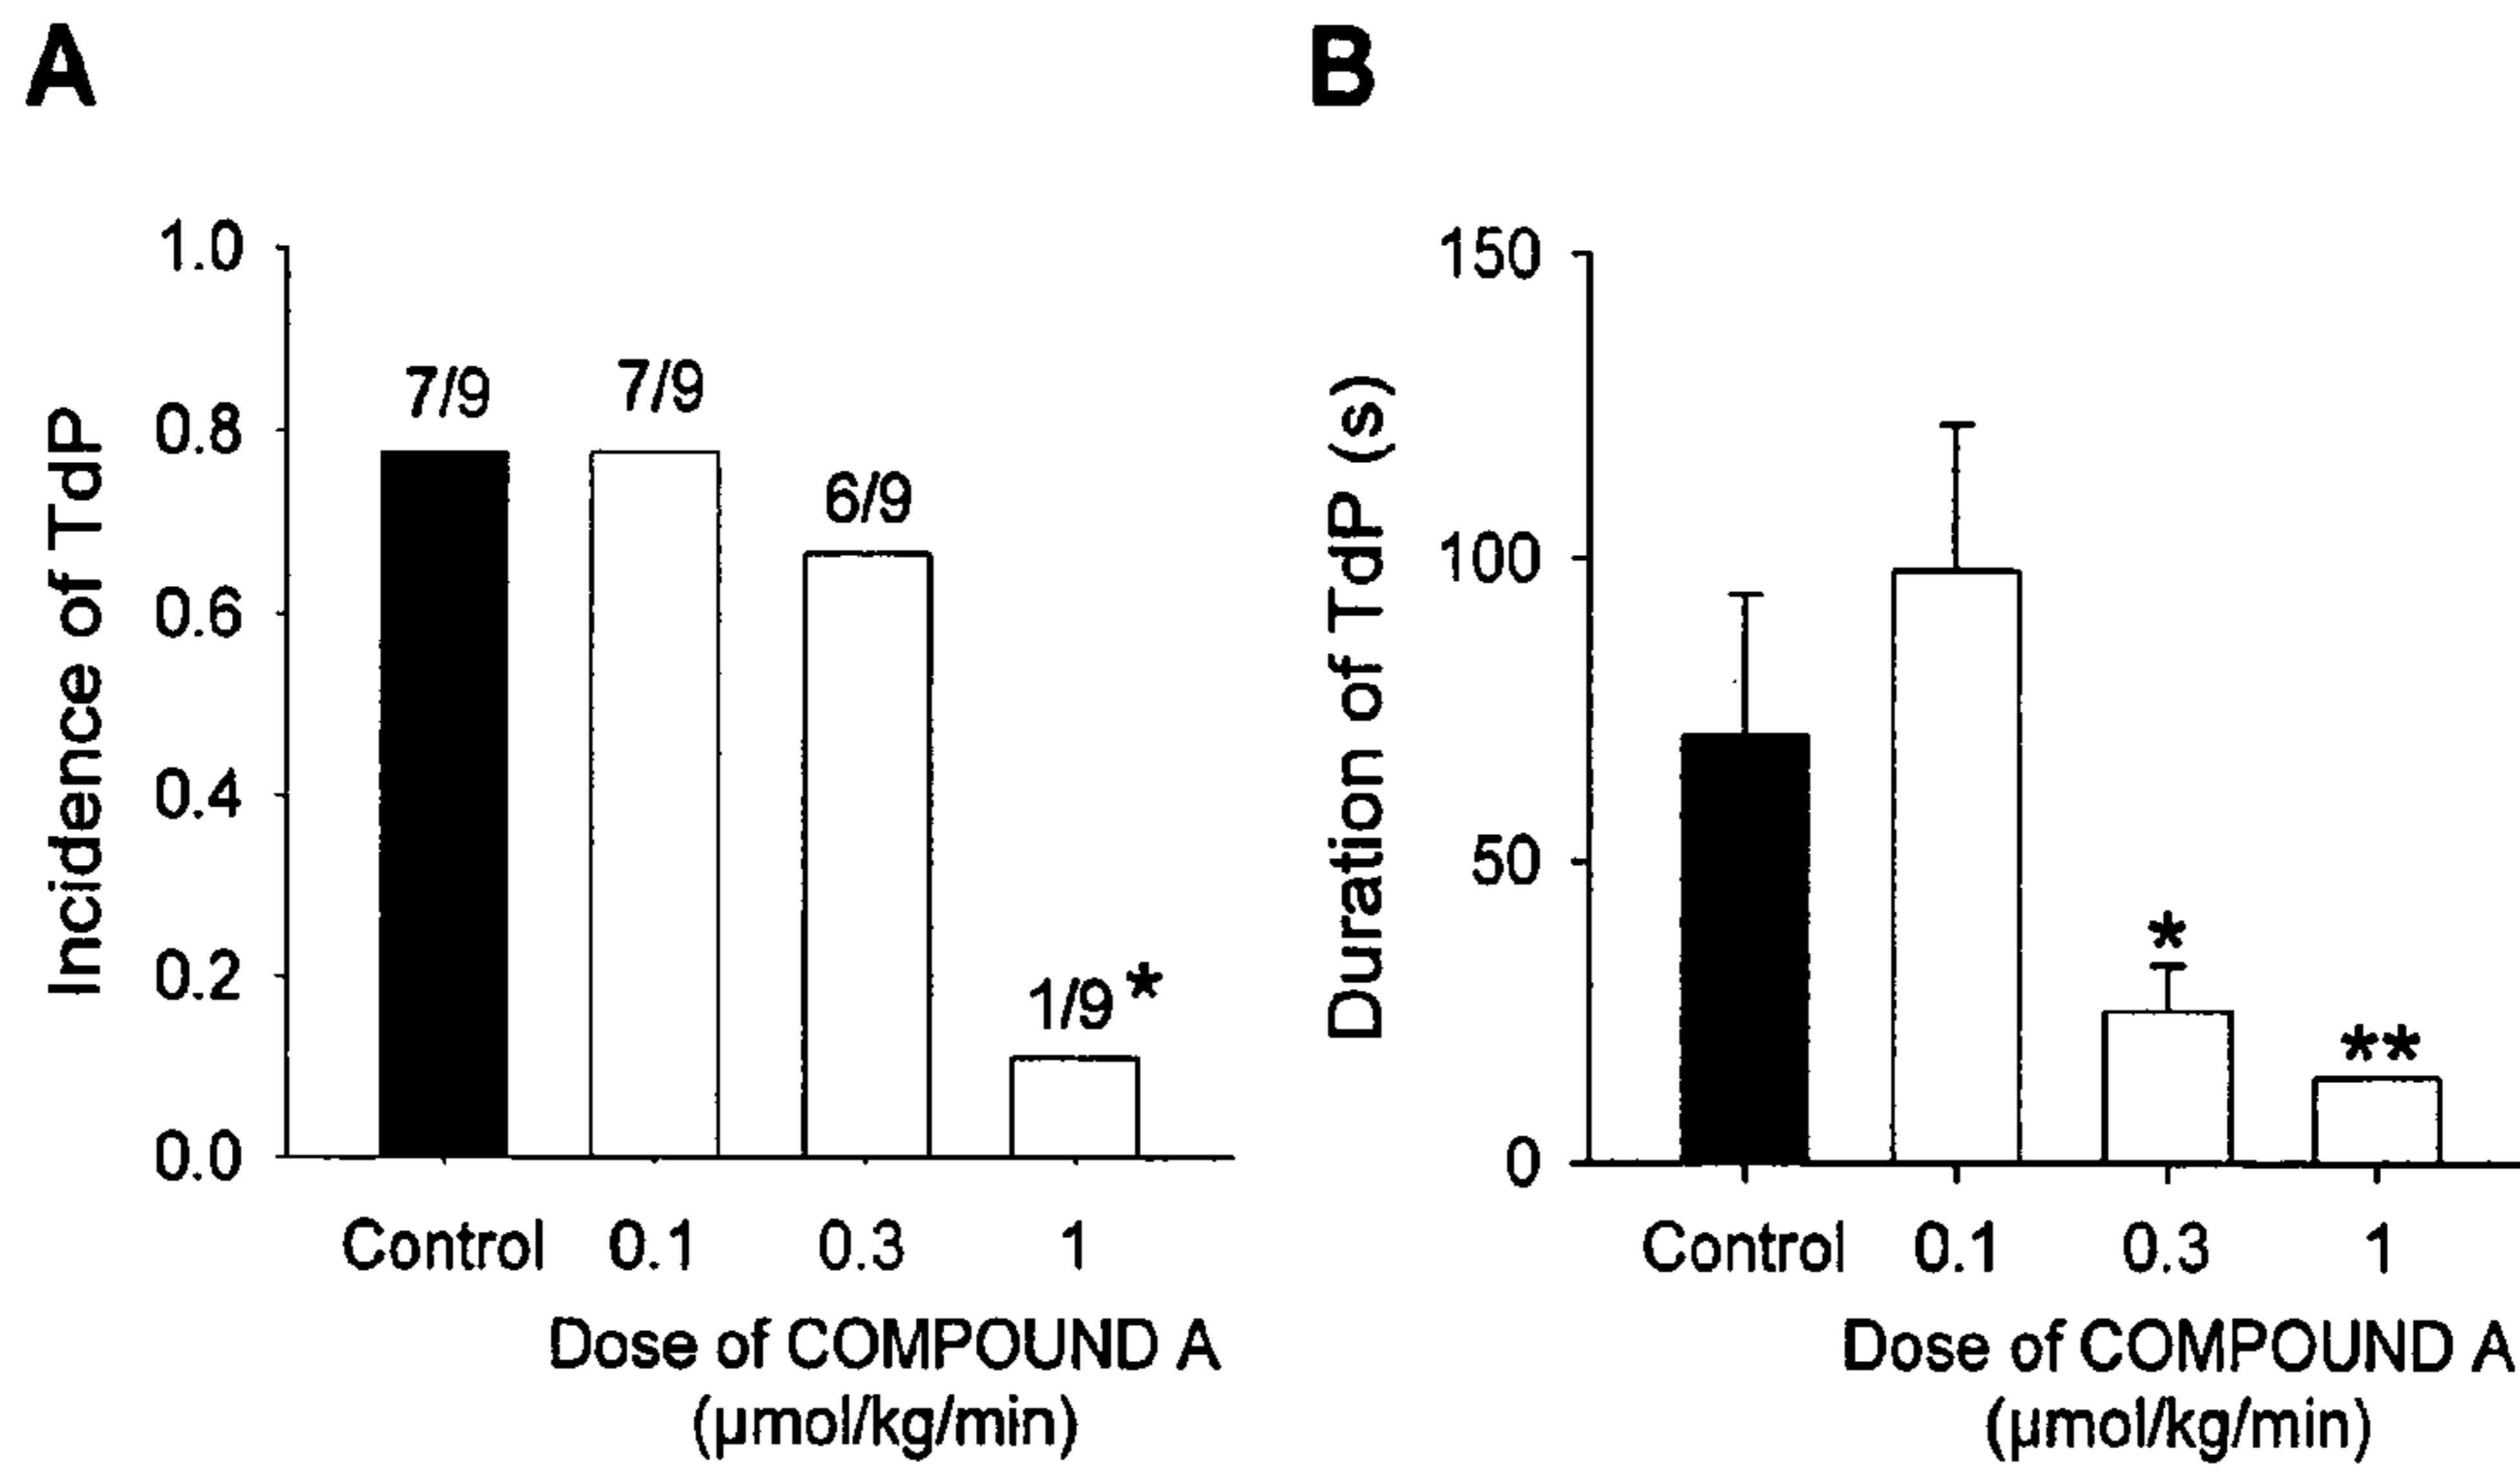 A
1.0
0.8
0.6
0.4
0.2
0.0
Incidence of TdP
7/9
7/9
6/9
1/9 *
Control 0.1 0.3 1
Dose of COMPOUND A
(µmol/kg/min)
B
150
100
50
0
Duration of TdP (s)
*
**
Control 0.1 0.3 1
Dose of COMPOUND A
(µmol/kg/min)